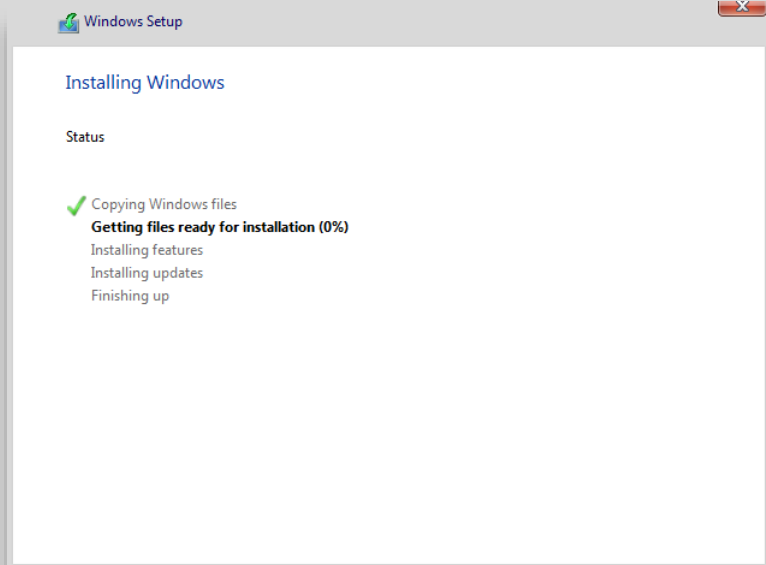 Windows Setup
Installing Windows
Status
Copying Windows files
Getting files ready for installation (0%)
Installing features
Installing updates
Finishing up